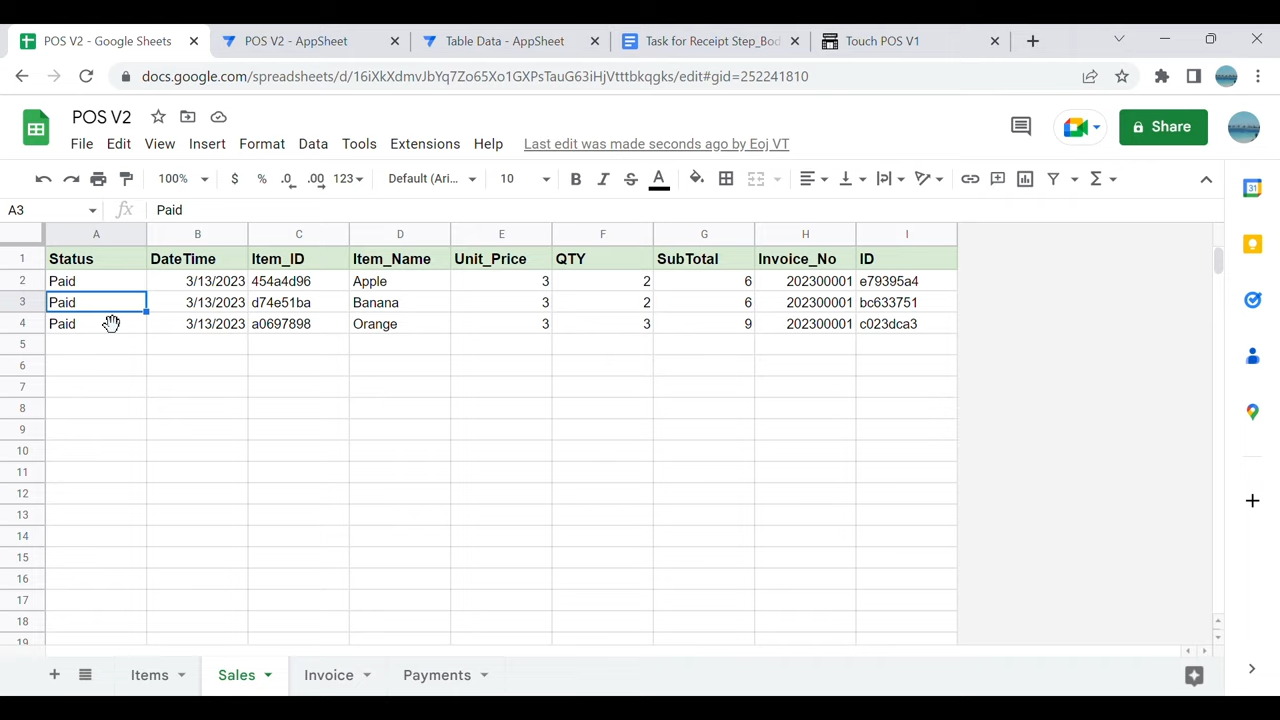 POS V2 - Google Sheets POS V2 - AppSheet Table Data - AppSheet Task for Receipt Step_Bod Touch POS V1
docs.google.com/spreadsheets/d/16iXkXdmvJbYq7Zo65Xo1GXPsTauG63iHjVtttbkqgks/edit#gid=252241810
POS V2
File Edit View Insert Format Data Tools Extensions Help Last edit was made seconds ago by Eoj VT
Share
100% $ % .0 .00 123 Default (Ari... 10 B I S A
A3 fx Paid
A B C D E F G H I
1 Status DateTime Item_ID Item_Name Unit_Price QTY SubTotal Invoice_No ID
2 Paid 3/13/2023 454a4d96 Apple 3 2 6 202300001 e79395a4
3 Paid 3/13/2023 d74e51ba Banana 3 2 6 202300001 bc633751
4 Paid 3/13/2023 a0697898 Orange 3 3 9 202300001 c023dca3
5
6
7
8
9
10
11
12
13
14
15
16
17
18
19
Items Sales Invoice Payments
31